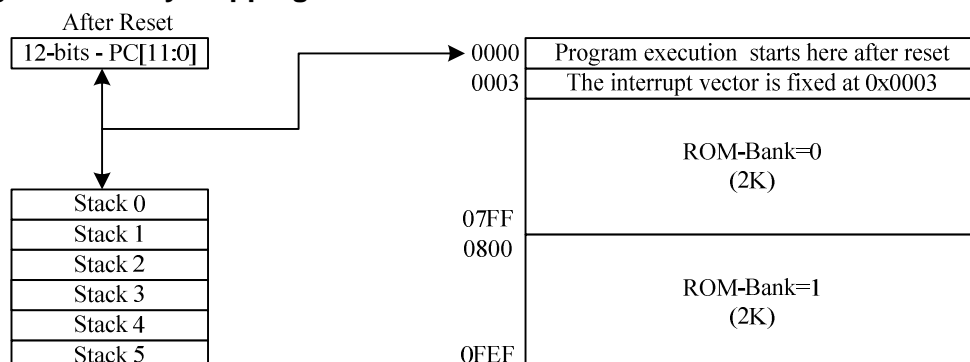 After Reset
12-bits - PC[11:0]
0000
Program execution starts here after reset
0003
The interrupt vector is fixed at 0x0003
ROM-Bank=0
(2K)
07FF
Stack 0
Stack 1
Stack 2
Stack 3
Stack 4
Stack 5
0800
ROM-Bank=1
(2K)
0FEF